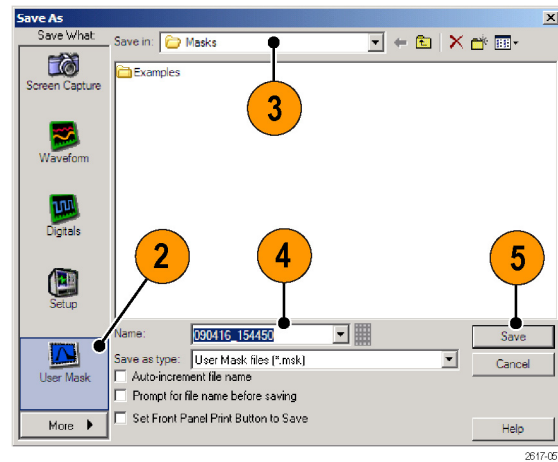 Save As
Save What:
Save in: Masks
Screen Capture
Examples
3
Waveform
Digitals
2
4
5
Setup
Name: 090416_154450
Save
Save as type: User Mask files (*.msk)
Cancel
User Mask
Auto-increment file name
Prompt for file name before saving
Set Front Panel Print Button to Save
More
Help
2617-05